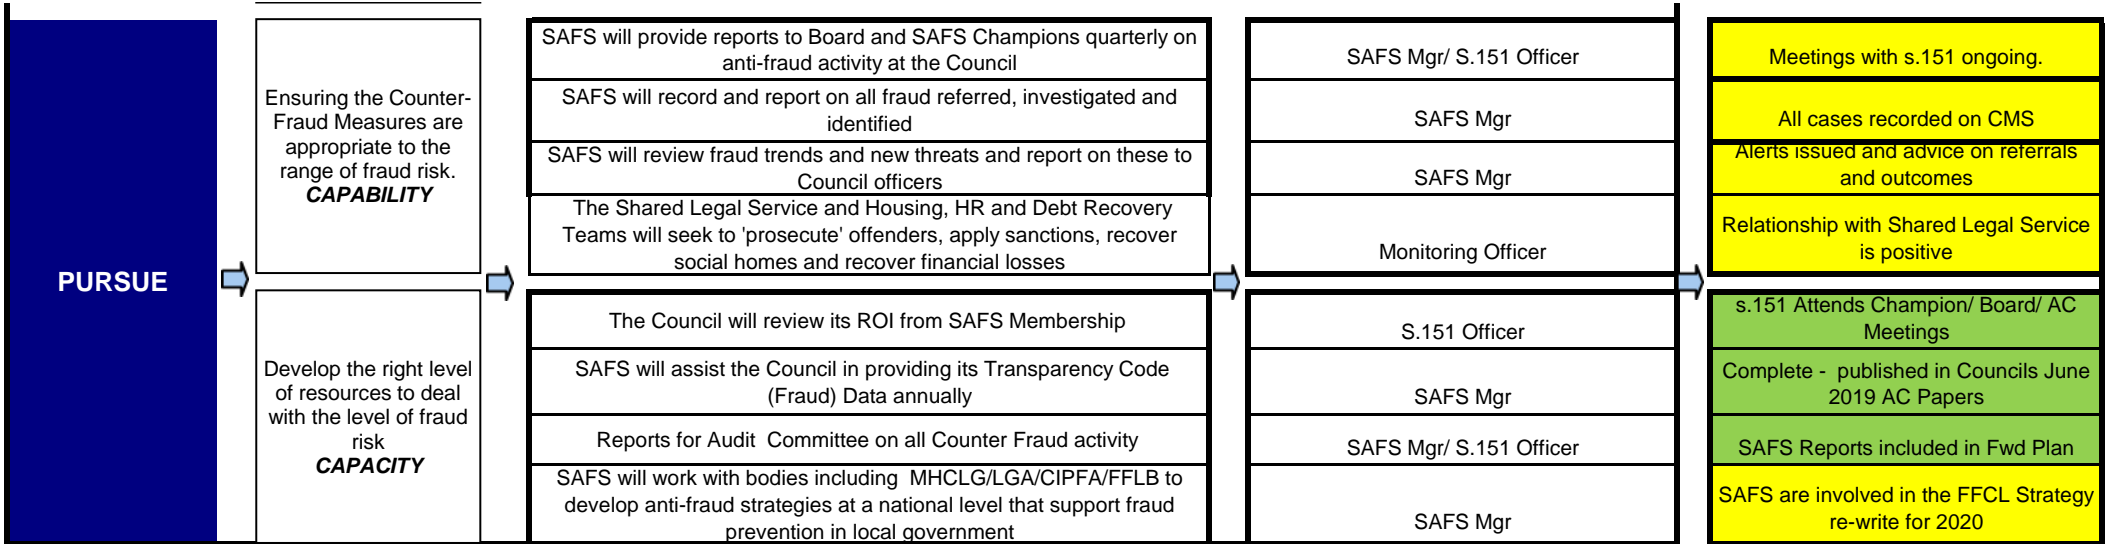 PURSUE
Ensuring the Counter-
Fraud Measures are
appropriate to the
range of fraud risk.
CAPABILITY
SAFS will provide reports to Board and SAFS Champions quarterly on
anti-fraud activity at the Council
SAFS Mgr/ S.151 Officer
Meetings with s.151 ongoing.
SAFS will record and report on all fraud referred, investigated and
identified
SAFS Mgr
All cases recorded on CMS
SAFS will review fraud trends and new threats and report on these to
Council officers
SAFS Mgr
Alerts issued and advice on referrals
and outcomes
The Shared Legal Service and Housing, HR and Debt Recovery
Teams will seek to 'prosecute' offenders, apply sanctions, recover
social homes and recover financial losses
Monitoring Officer
Relationship with Shared Legal Service
is positive
Develop the right level
of resources to deal
with the level of fraud
risk
CAPACITY
The Council will review its ROI from SAFS Membership
S.151 Officer
s.151 Attends Champion/ Board/ AC
Meetings
SAFS will assist the Council in providing its Transparency Code
(Fraud) Data annually
SAFS Mgr
Complete -  published in Councils June
2019 AC Papers
Reports for Audit  Committee on all Counter Fraud activity
SAFS Mgr/ S.151 Officer
SAFS Reports included in Fwd Plan
SAFS will work with bodies including  MHCLG/LGA/CIPFA/FFLB to
develop anti-fraud strategies at a national level that support fraud
prevention in local government
SAFS Mgr
SAFS are involved in the FFCL Strategy
re-write for 2020